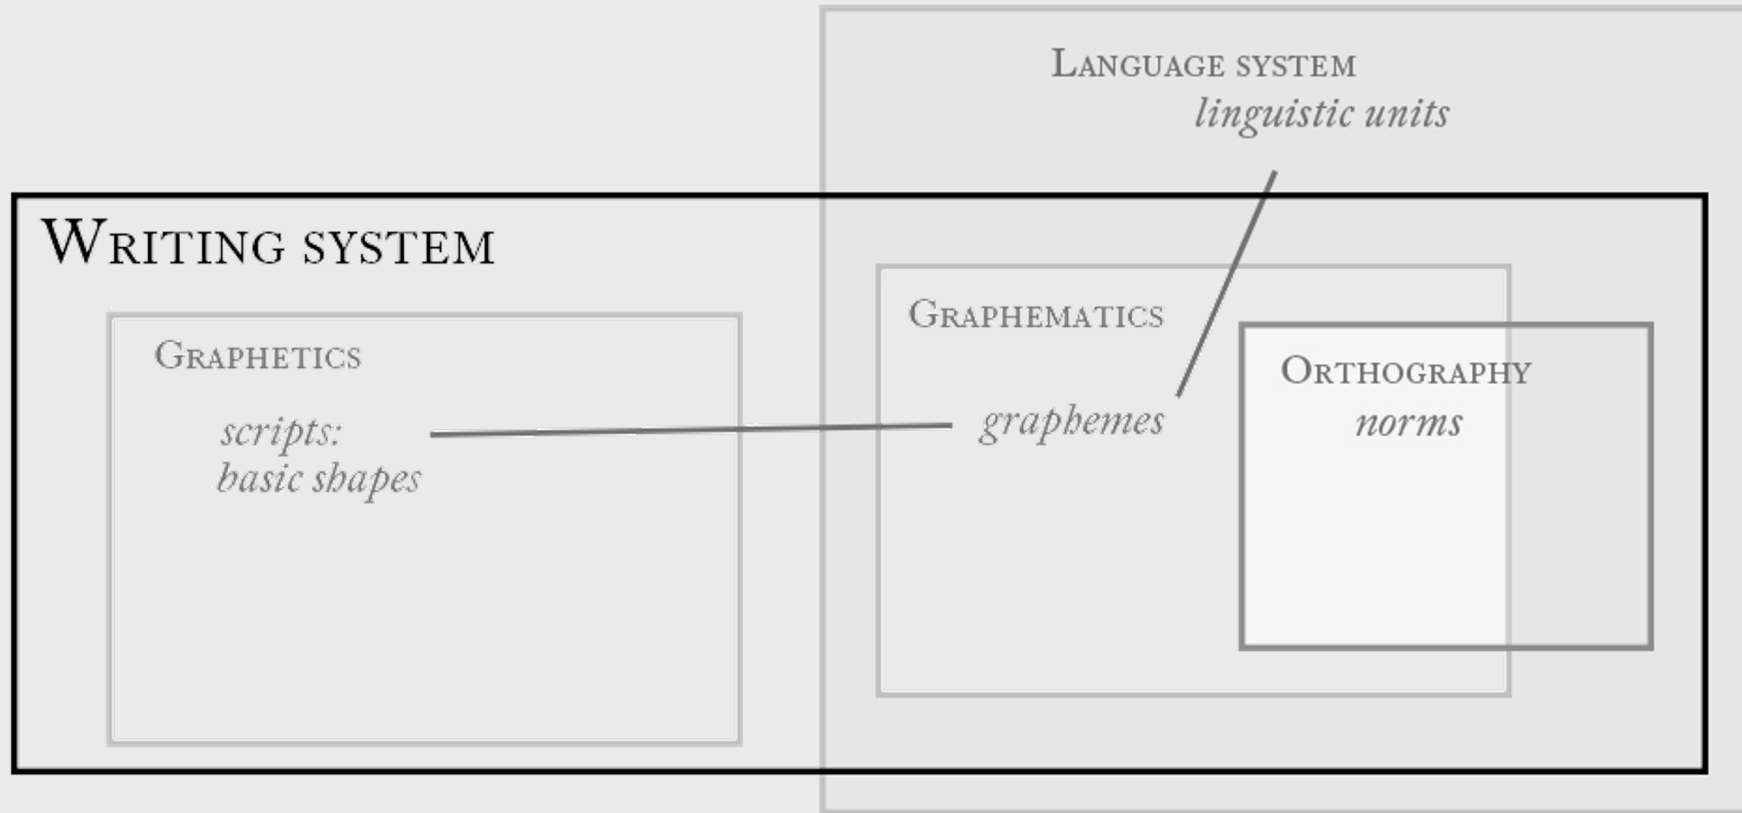 Language system
linguistic units
Writing system
Graphetics
scripts:
basic shapes
Graphematics
graphemes
Orthography
norms